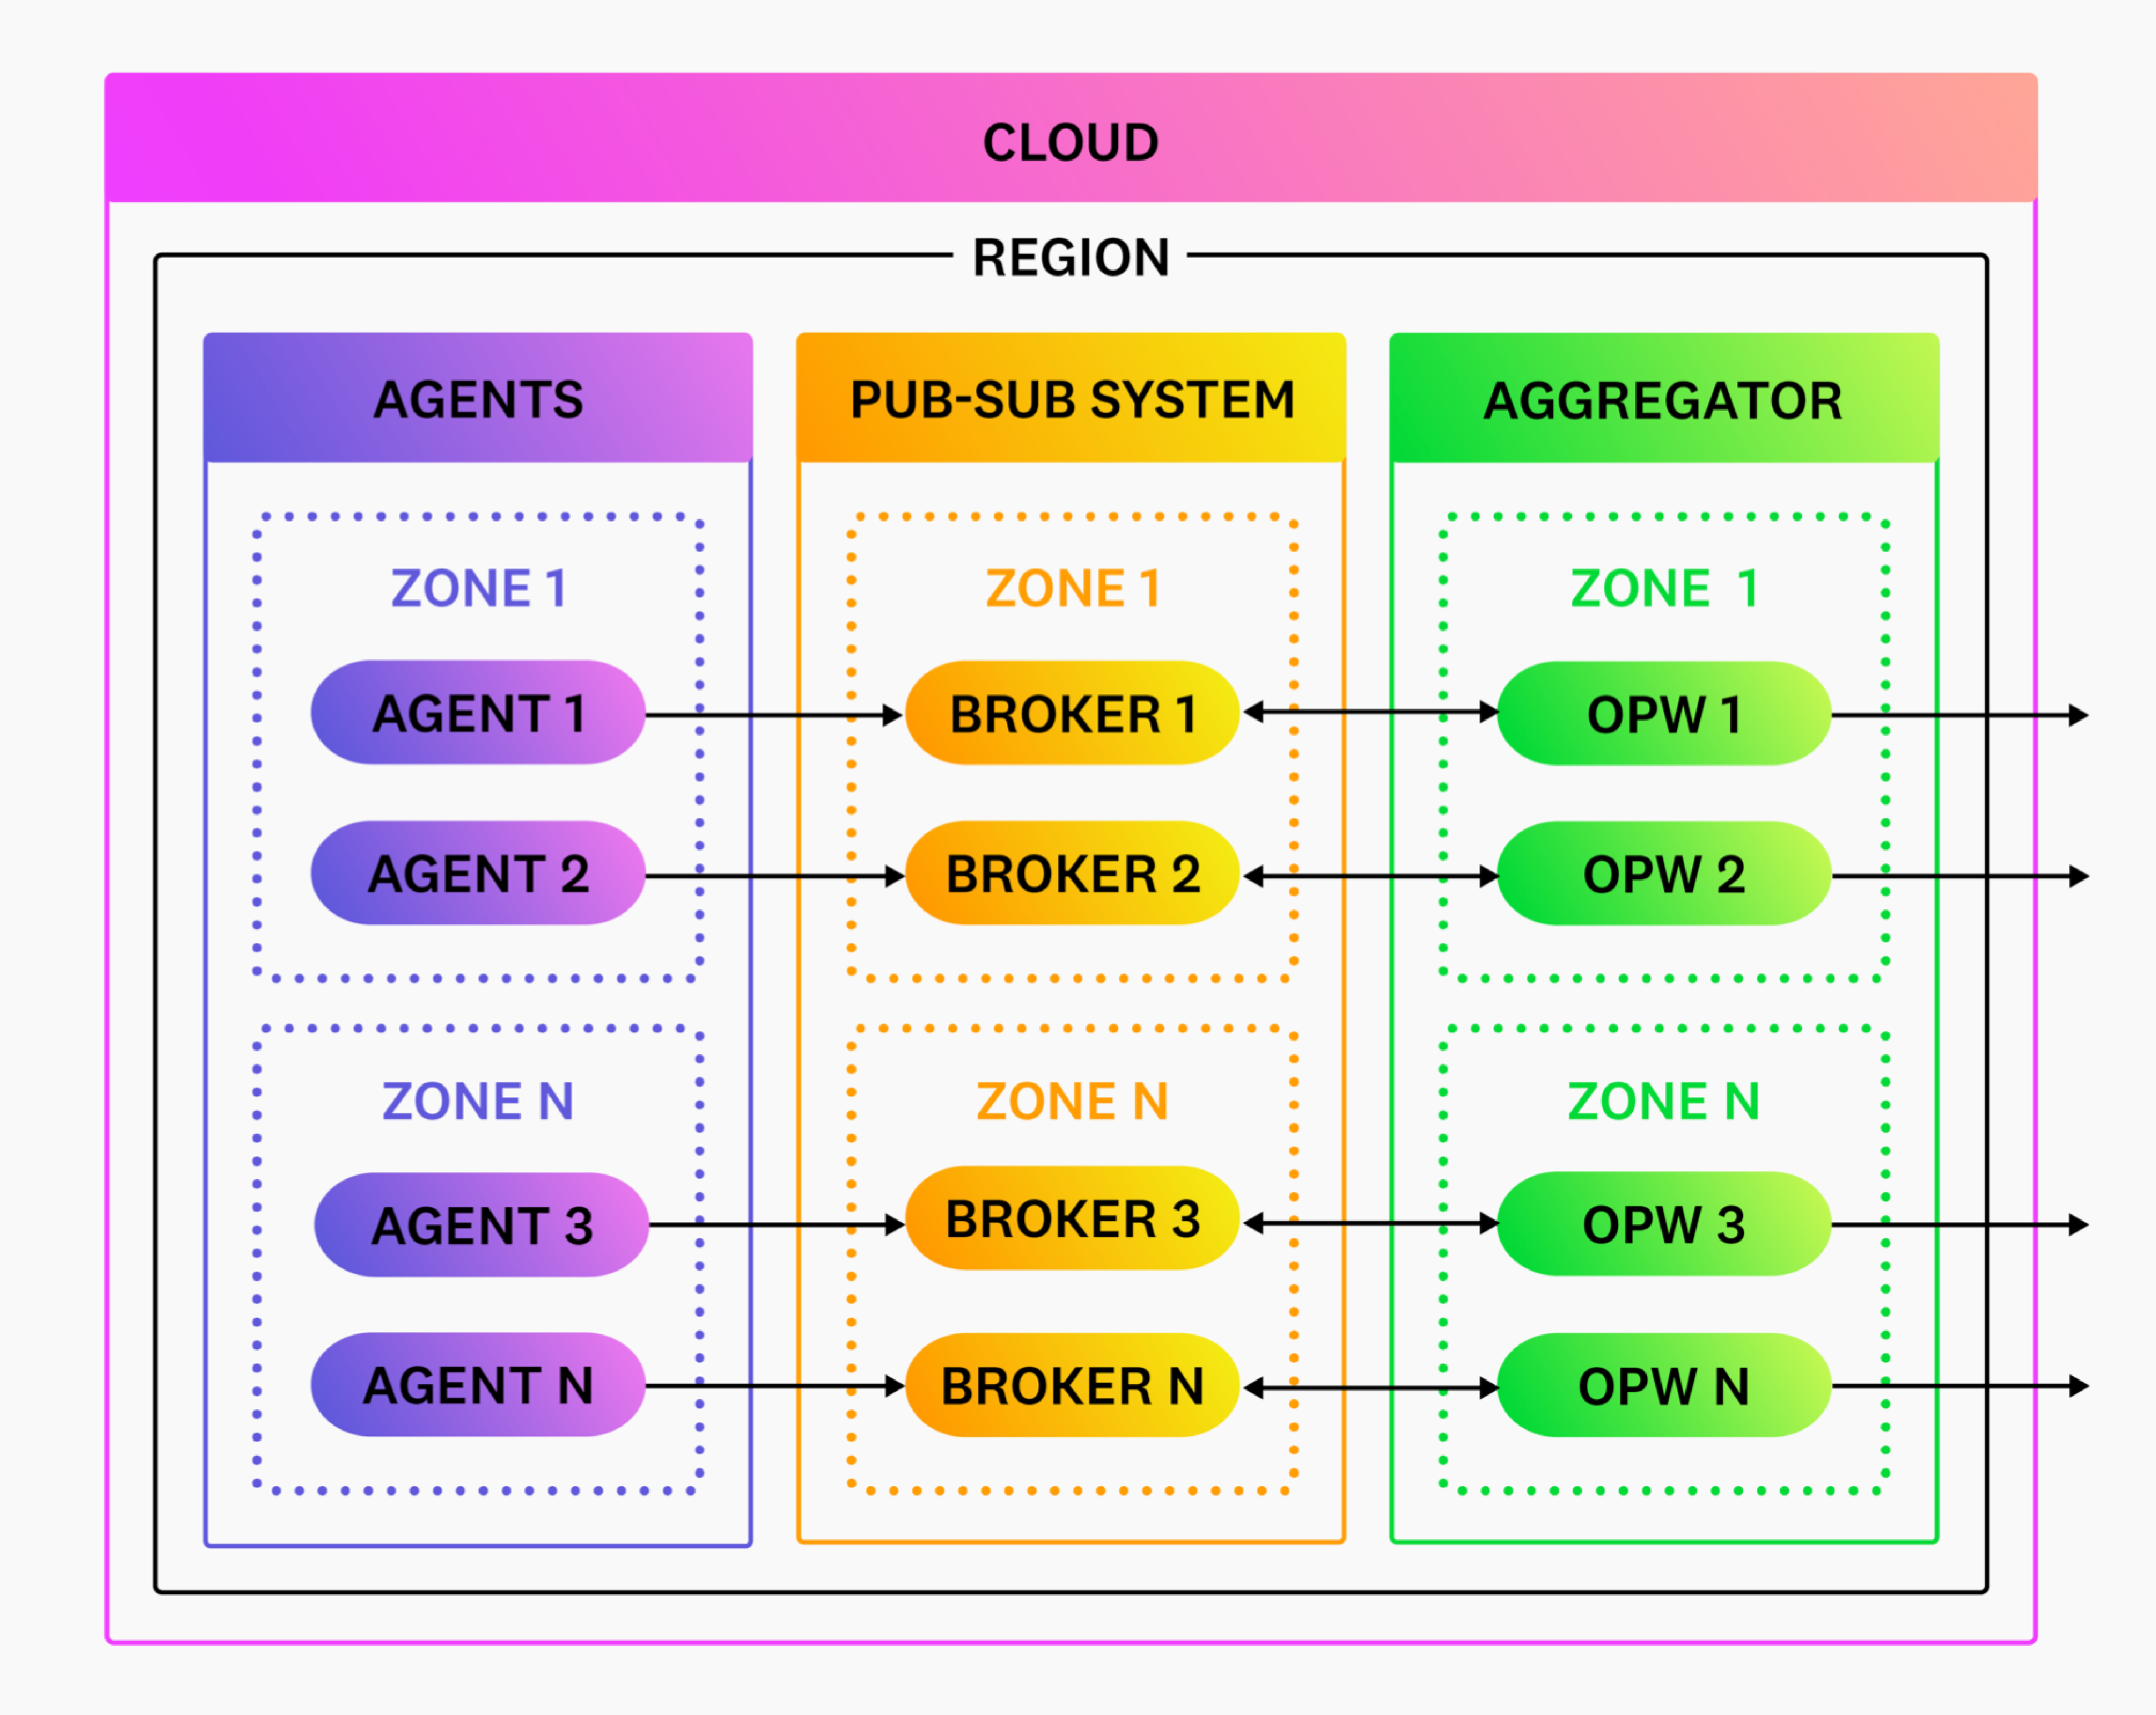 CLOUD
REGION
AGENTS
PUB-SUB SYSTEM
AGGREGATOR
ZONE 1
ZONE 1
ZONE 1
AGENT 1
BROKER 1
OPW 1
AGENT 2
BROKER 2
OPW 2
ZONE N
ZONE N
ZONE N
AGENT 3
BROKER 3
OPW 3
AGENT N
BROKER N
OPW N